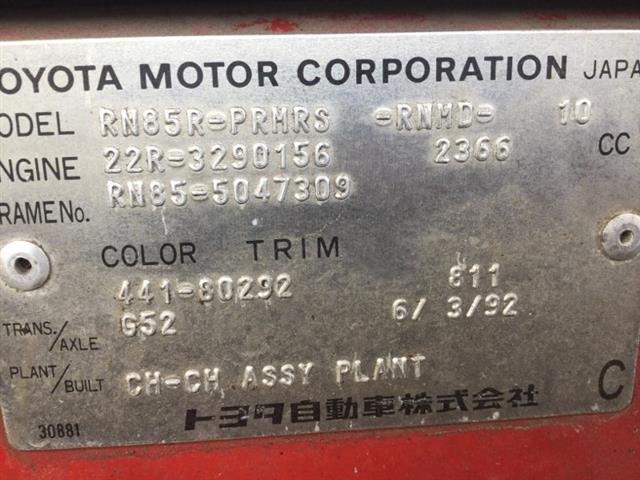 OYOTA MOTOR CORPORATION JAPA
ODEL RN85R-PRMRS -RNMD- 10
NGINE 22R-3290156 2366 CC
RAME No. RN85-5047309
COLOR TRIM
441-80292 811
TRANS./AXLE G52 6/ 3/92
PLANT/BUILT CH-CH ASSY PLANT C
トヨタ自動車株式会社
30881